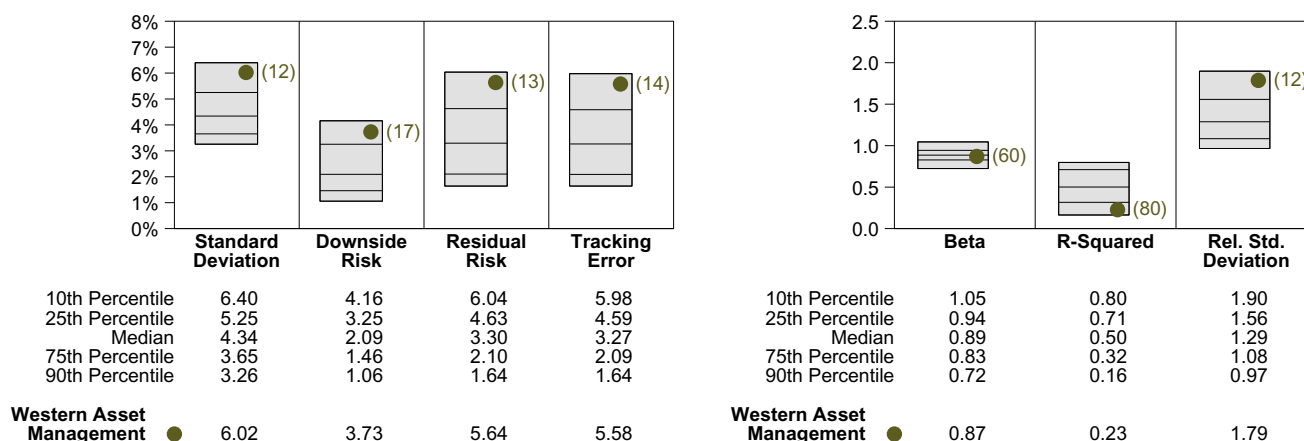 8%
7%
6%
5%
4%
3%
2%
1%
0%
(12)
(17)
(13)
(14)
Standard Deviation
Downside Risk
Residual Risk
Tracking Error
10th Percentile 6.40 4.16 6.04 5.98
25th Percentile 5.25 3.25 4.63 4.59
Median 4.34 2.09 3.30 3.27
75th Percentile 3.65 1.46 2.10 2.09
90th Percentile 3.26 1.06 1.64 1.64
Western Asset
Management 6.02 3.73 5.64 5.58
2.5
2.0
1.5
1.0
0.5
0.0
(60)
(80)
(12)
Beta
R-Squared
Rel. Std. Deviation
10th Percentile 1.05 0.80 1.90
25th Percentile 0.94 0.71 1.56
Median 0.89 0.50 1.29
75th Percentile 0.83 0.32 1.08
90th Percentile 0.72 0.16 0.97
Western Asset
Management 0.87 0.23 1.79